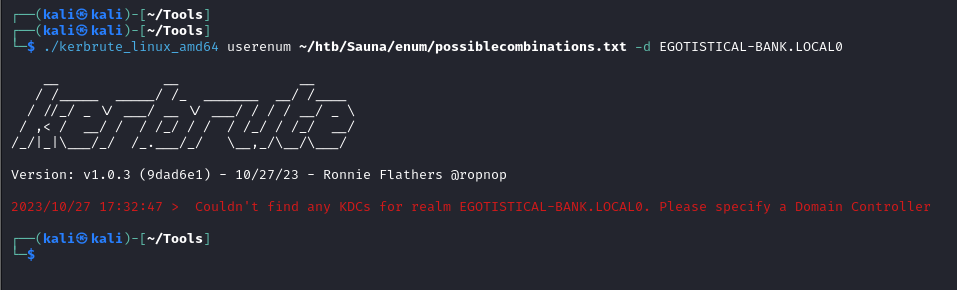 ┌──(kali㉿kali)-[~/Tools]
┌──(kali㉿kali)-[~/Tools]
└─$ ./kerbrute_linux_amd64 userenum ~/htb/Sauna/enum/possiblecombinations.txt -d EGOTISTICAL-BANK.LOCAL0
    __             __               __
   / /_____  _____/ /_  _______  __/ /____
  / //_/ _ \/ ___/ __ \/ ___/ / / / __/ _ \
 / ,< /  __/ /  / /_/ / /  / /_/ / /_/  __/
/_/|_|\___/_/  /_.___/_/   \__,_/\__/\___/
Version: v1.0.3 (9dad6e1) - 10/27/23 - Ronnie Flathers @ropnop
2023/10/27 17:32:47 >  Couldn't find any KDCs for realm EGOTISTICAL-BANK.LOCAL0. Please specify a Domain Controller
┌──(kali㉿kali)-[~/Tools]
└─$